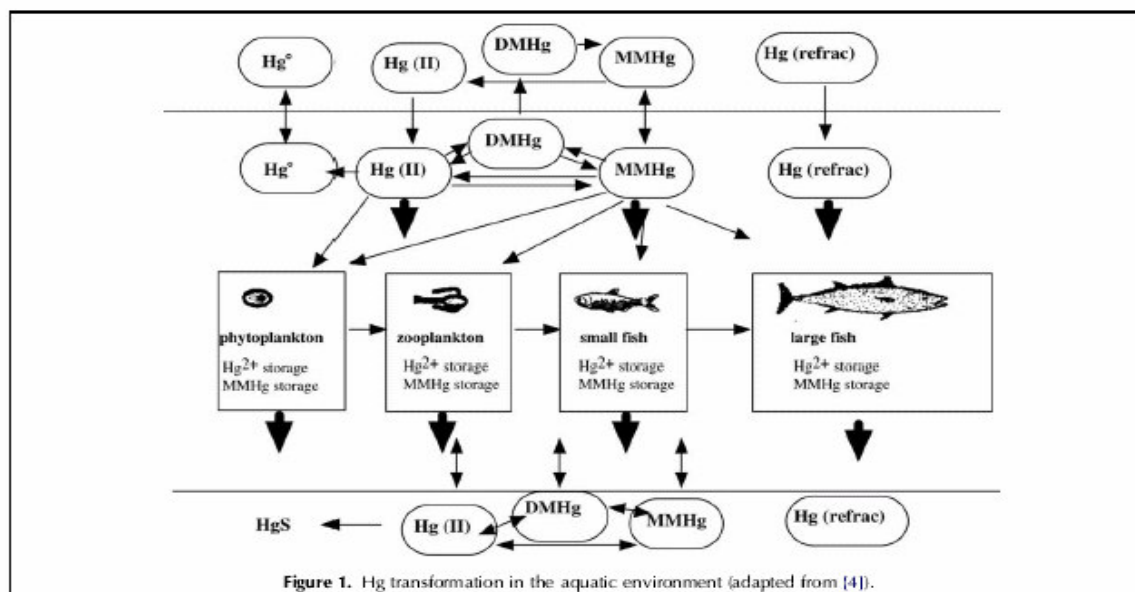 DMHg
Hg° Hg (II) MMHg Hg (refrac)
DMHg
Hg° Hg (II) MMHg Hg (refrac)
phytoplankton zooplankton small fish large fish
Hg2+ storage Hg2+ storage Hg2+ storage Hg2+ storage
MMHg storage MMHg storage MMHg storage MMHg storage
DMHg
HgS Hg (II) MMHg Hg (refrac)
Figure 1. Hg transformation in the aquatic environment (adapted from [4]).